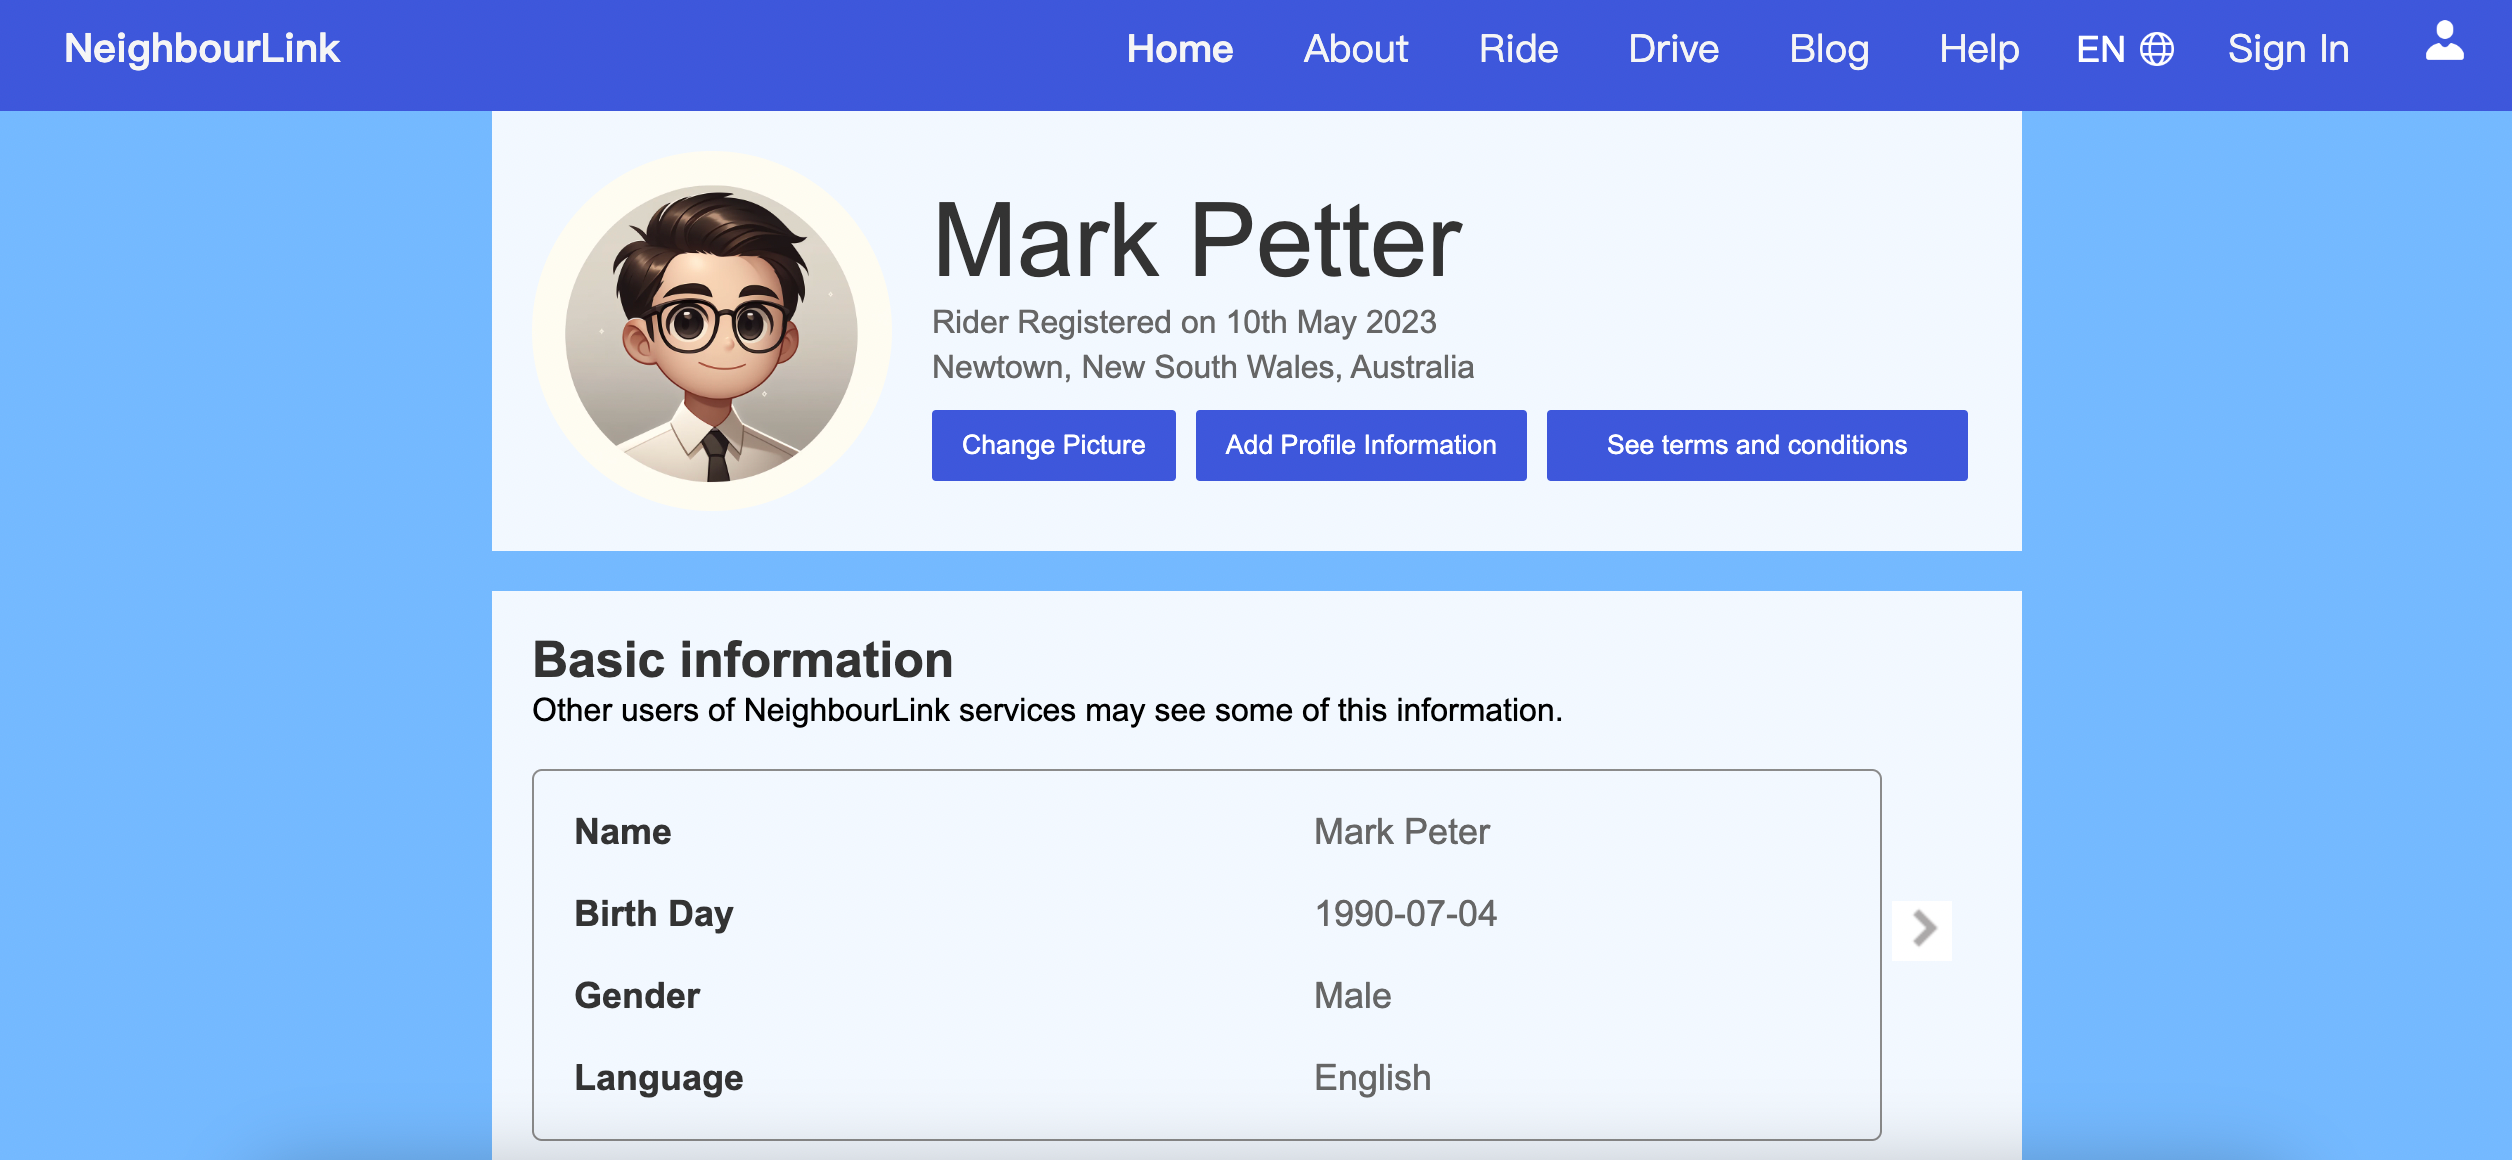 NeighbourLink
Home About Ride Drive Blog Help EN Sign In
Mark Petter
Rider Registered on 10th May 2023
Newtown, New South Wales, Australia
Change Picture Add Profile Information See terms and conditions
Basic information
Other users of NeighbourLink services may see some of this information.
Name Mark Peter
Birth Day 1990-07-04
Gender Male
Language English